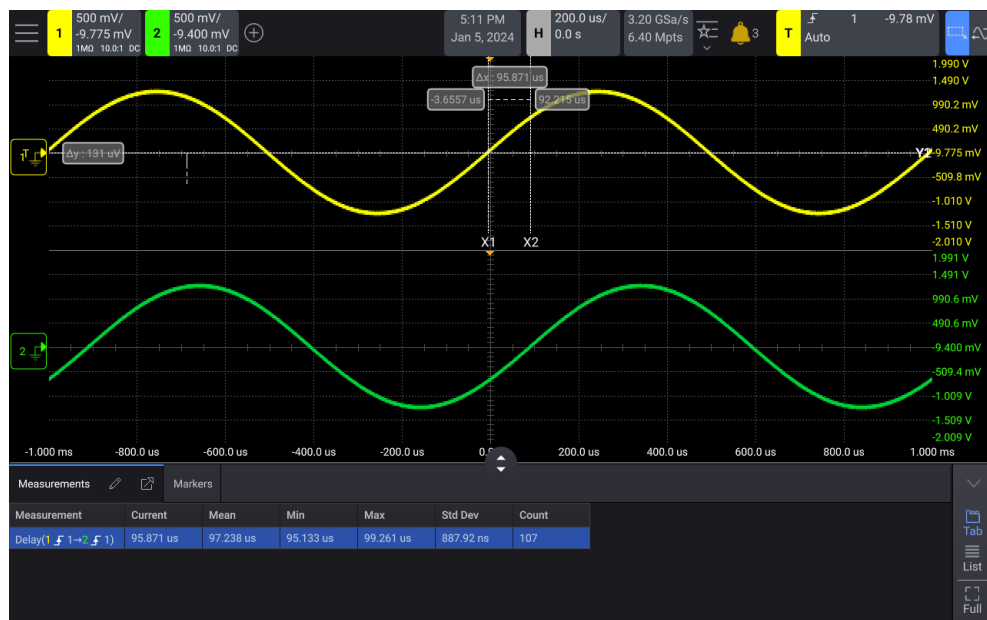 1 500 mV/ -9.775 mV 1MΩ 10.0:1 DC
2 500 mV/ -9.400 mV 1MΩ 10.0:1 DC
5:11 PM
Jan 5, 2024
H 200.0 us/ 0.0 s
3.20 GSa/s
6.40 Mpts
3
T 1 -9.78 mV
Auto
1.990 V
Δx : 95.871 us
1.490 V
-3.6557 us
92.215 us
990.2 mV
490.2 mV
1T
Δy : 131 uV
Y2
-9.775 mV
-509.8 mV
-1.010 V
-1.510 V
X1 X2
-2.010 V
1.991 V
1.491 V
990.6 mV
490.6 mV
2
-9.400 mV
-509.4 mV
-1.009 V
-1.509 V
-2.009 V
-1.000 ms -800.0 us -600.0 us -400.0 us -200.0 us 200.0 us 400.0 us 600.0 us 800.0 us 1.000 ms
Measurements Markers
Measurement Current Mean Min Max Std Dev Count
Delay(1 1→2 1) 95.871 us 97.238 us 95.133 us 99.261 us 887.92 ns 107
Tab
List
Full